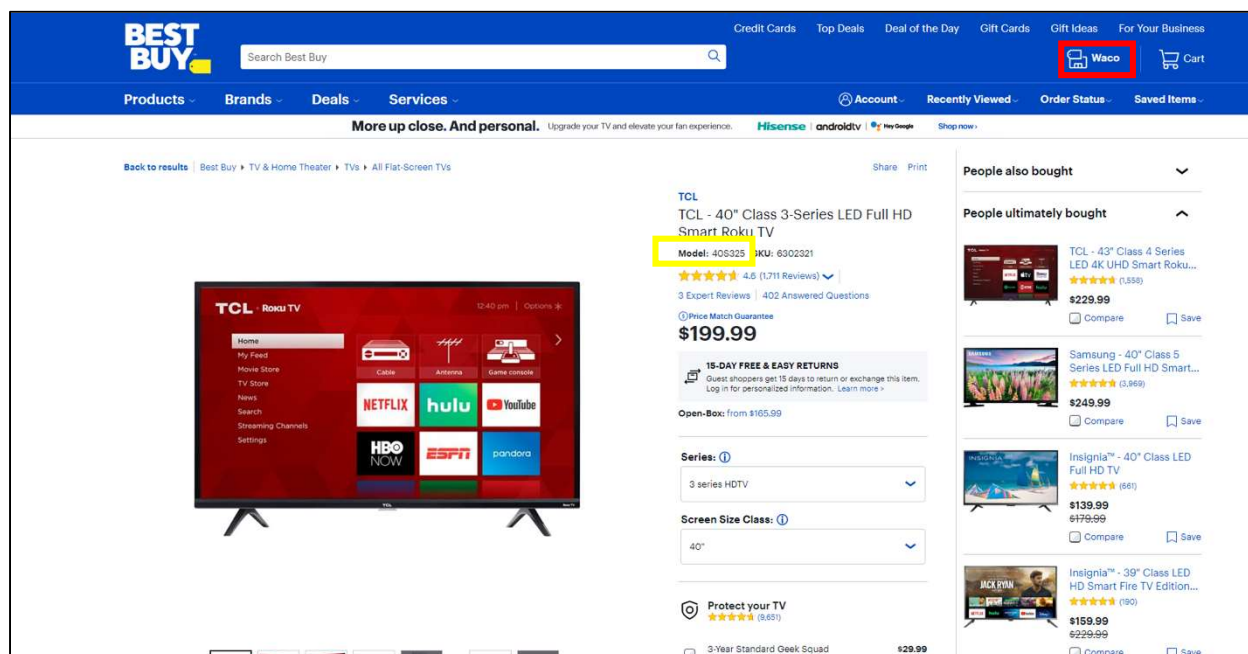 Credit Cards Top Deals Deal of the Day Gift Cards Gift Ideas For Your Business
BEST BUY
Search Best Buy
Waco
Cart
Products Brands Deals Services
Account Recently Viewed Order Status Saved Items
More up close. And personal. Upgrade your TV and elevate your fan experience. Hisense androidtv Hey Google Shop now ›
Back to results Best Buy TV & Home Theater TVs All Flat-Screen TVs
Share Print
TCL
TCL - 40" Class 3-Series LED Full HD
Smart Roku TV
Model: 40S325 SKU: 6302321
4.6 (1,711 Reviews)
3 Expert Reviews 402 Answered Questions
Price Match Guarantee
$199.99
15-DAY FREE & EASY RETURNS
Guest shoppers get 15 days to return or exchange this item.
Log in for personalized information. Learn more >
Open-Box: from $165.99
Series:
3 series HDTV
Screen Size Class:
40"
Protect your TV
(9,651)
3-Year Standard Geek Squad $29.99
TCL · Roku TV
12:40 pm Options
Home
My Feed
Movie Store
TV Store
News
Search
Streaming Channels
Settings
Cable Antenna Game console
NETFLIX hulu YouTube
HBO NOW ESPN pandora
TCL
People also bought
People ultimately bought
TCL - 43" Class 4 Series
LED 4K UHD Smart Roku...
(1,555)
$229.99
Compare Save
SAMSUNG
Samsung - 40" Class 5
Series LED Full HD Smart...
(3,969)
$249.99
Compare Save
INSIGNIA
Insignia™ - 40" Class LED
Full HD TV
(661)
$139.99
$179.99
Compare Save
JACK RYAN
Insignia™ - 39" Class LED
HD Smart Fire TV Edition...
(190)
$159.99
$229.99
Compare Save